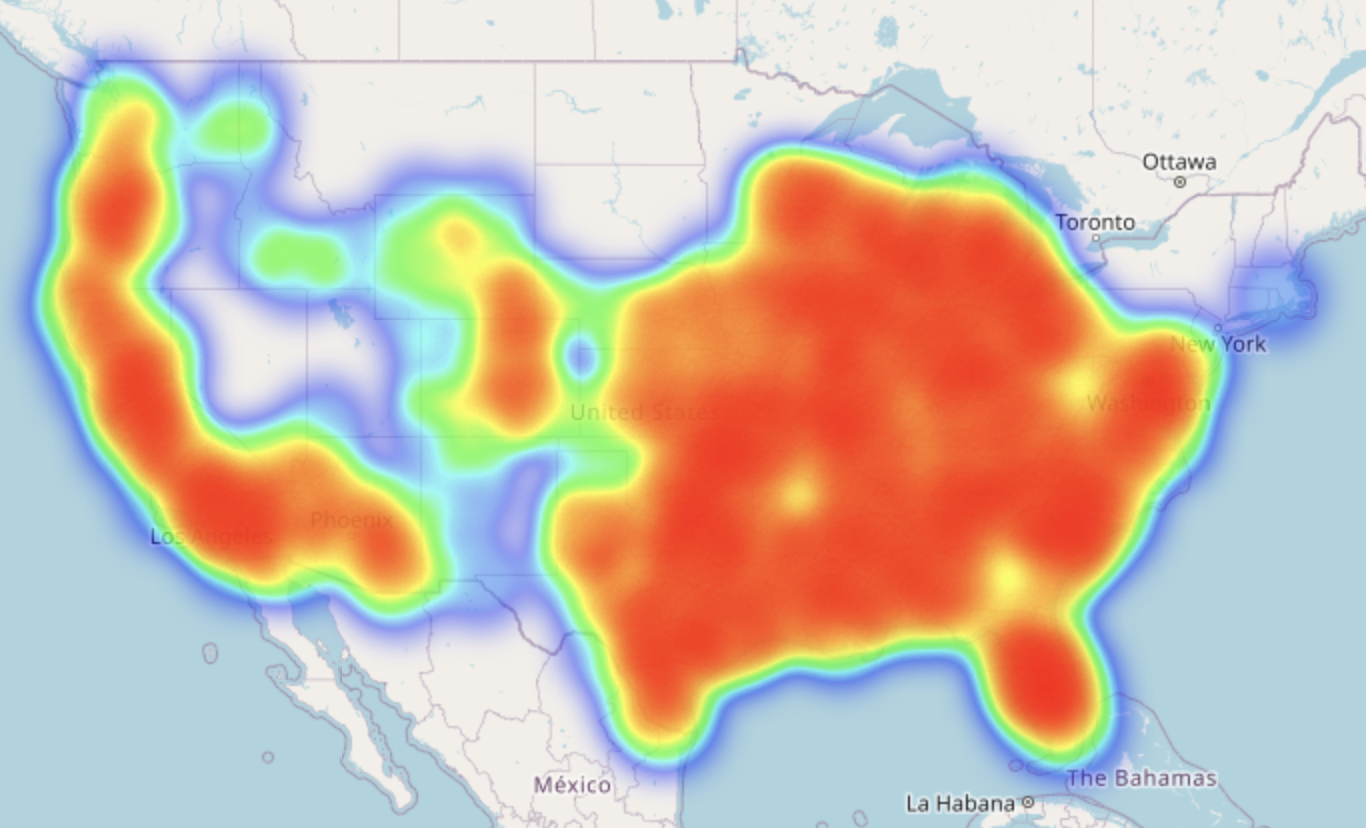 Ottawa
Toronto
New York
Washington
United States
Phoenix
Los Angeles
México
The Bahamas
La Habana